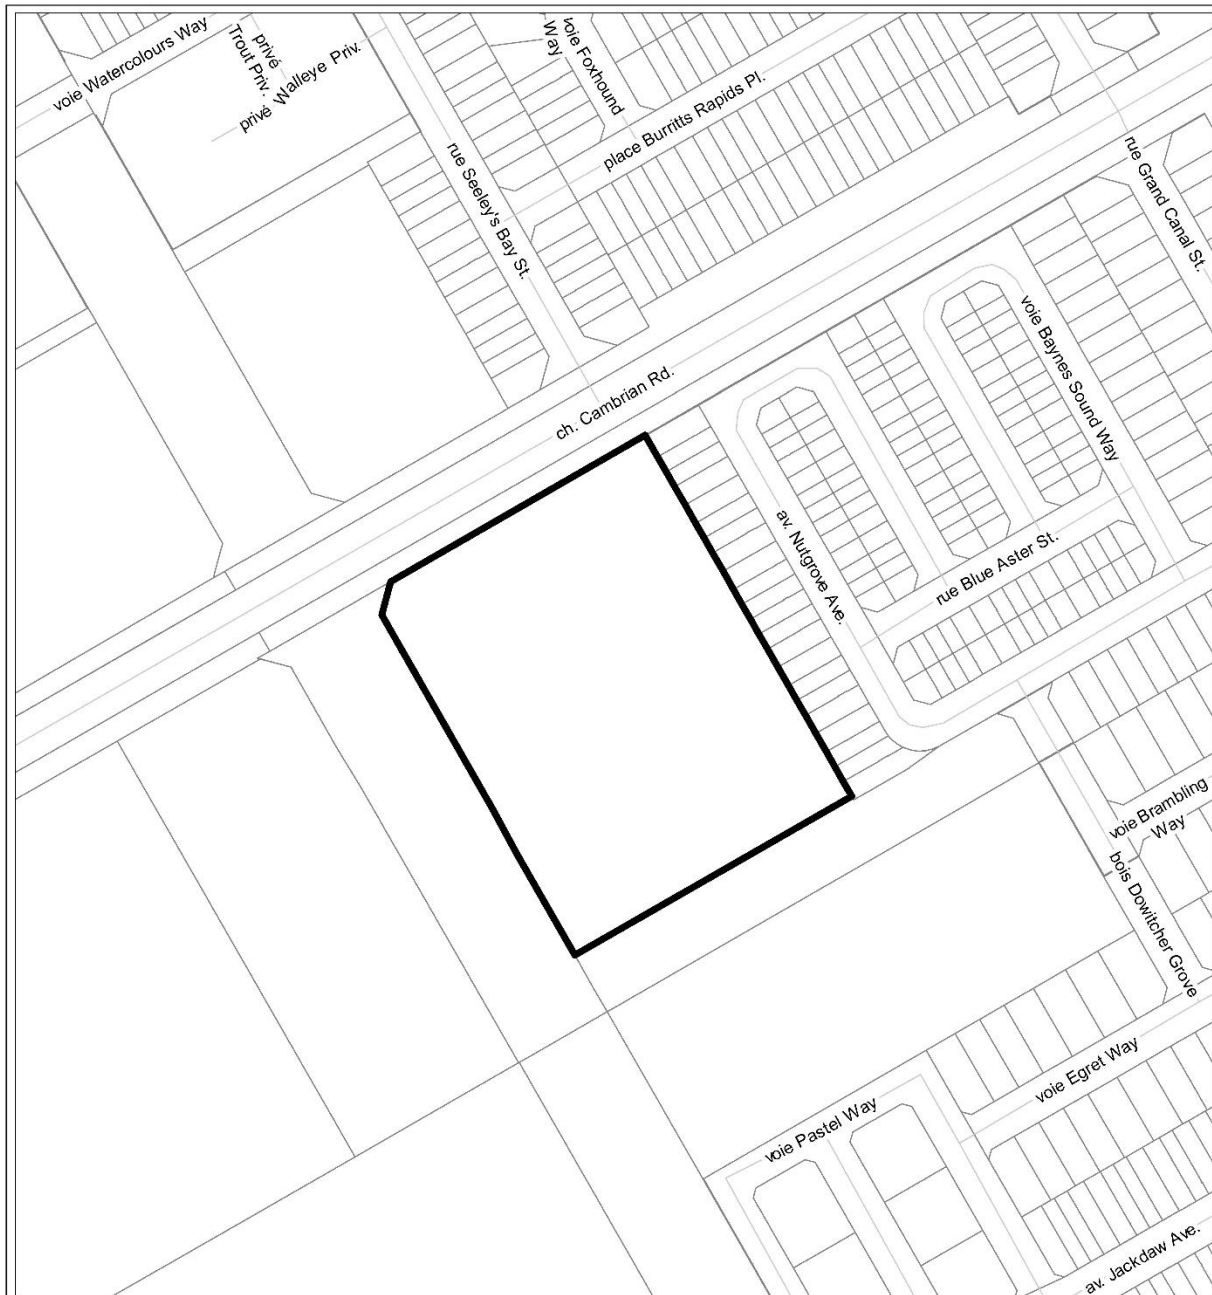 voie Watercolours Way
privé
Trout Priv.
privé Walleye Priv.
voie Foxhound
Way
place Burritts Rapids Pl.
rue Seeley's Bay St.
rue Grand Canal St.
voie Baynes Sound Way
ch. Cambrian Rd.
av. Nutgrove Ave.
rue Blue Aster St.
voie Brambling
Way
bois Dowitcher Grove
voie Egret Way
voie Pastel Way
av. Jackdaw Ave.